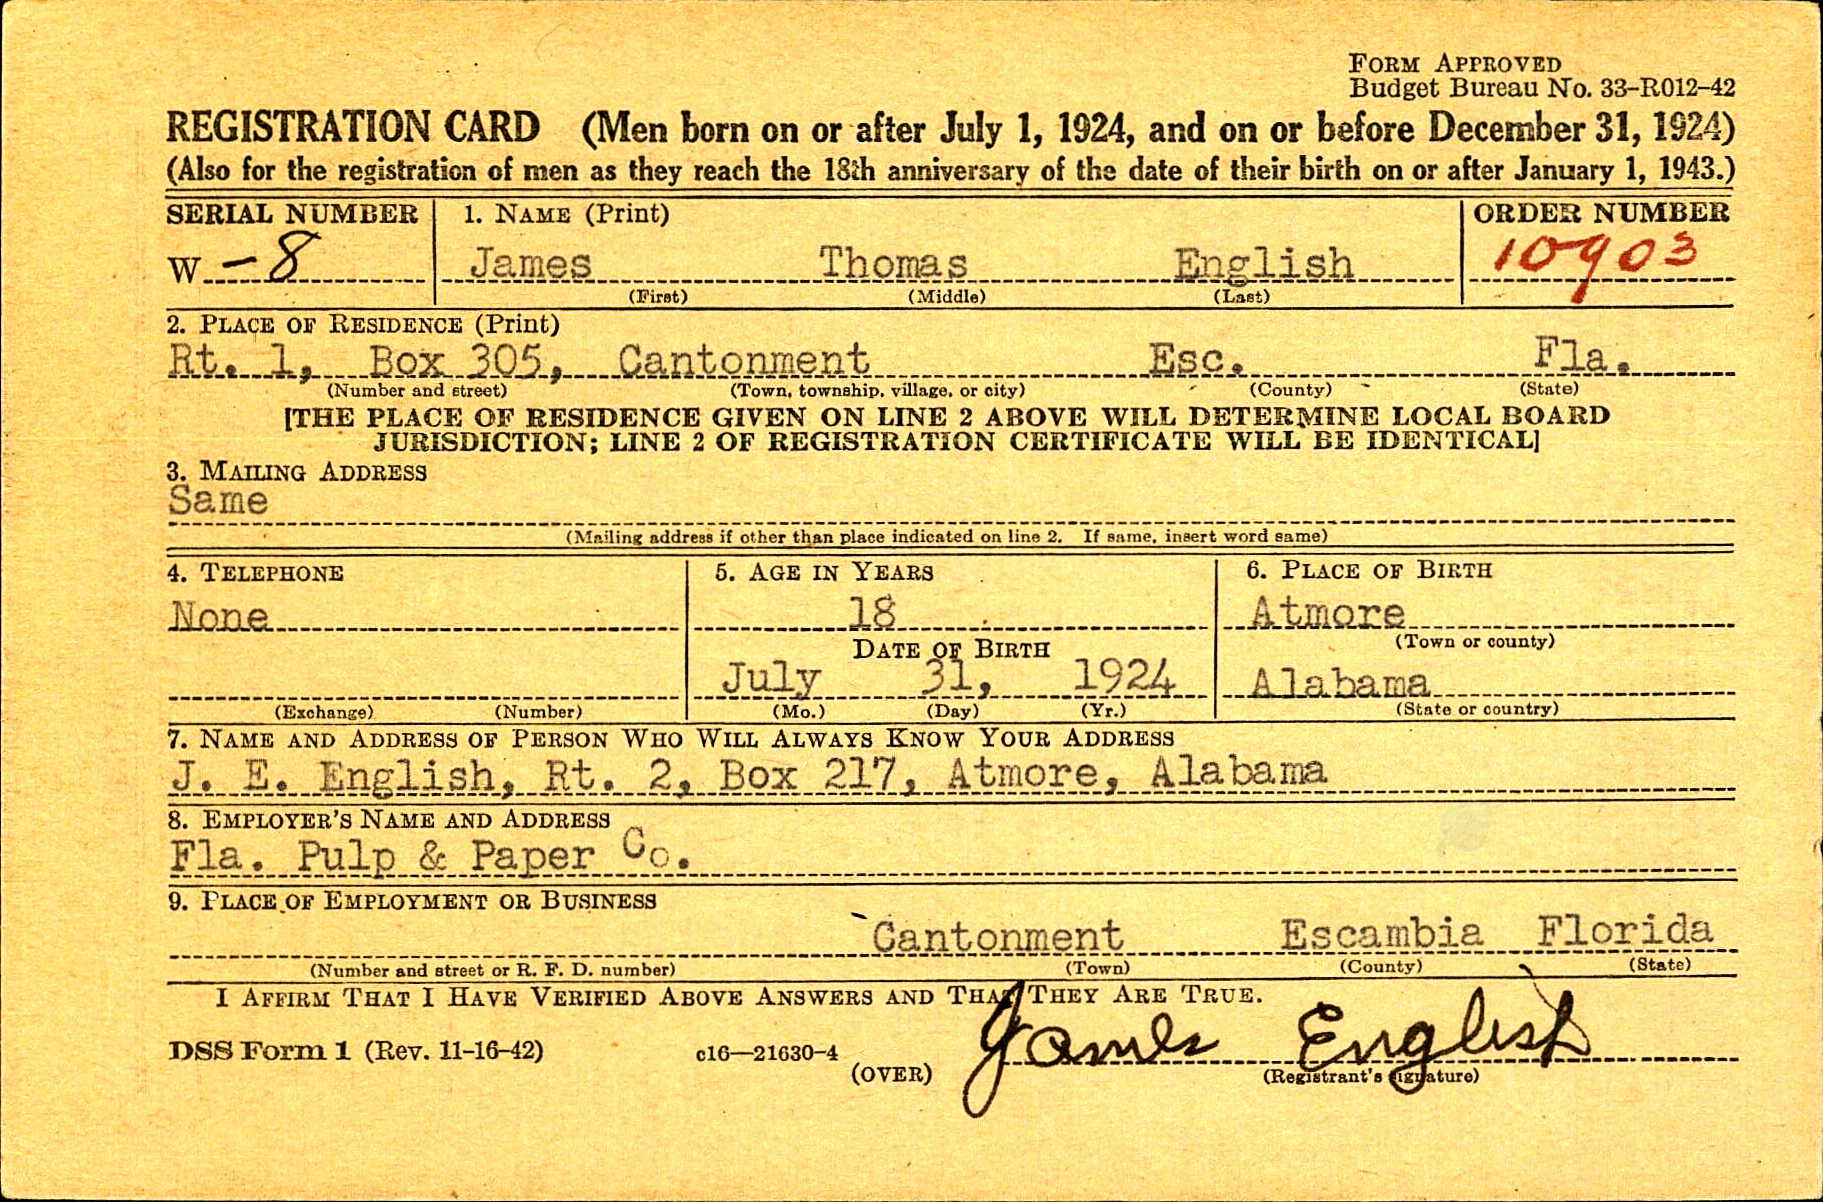 FORM APPROVED
Budget Bureau No. 33-R012-42
REGISTRATION CARD (Men born on or after July 1, 1924, and on or before December 31, 1924)
(Also for the registration of men as they reach the 18th anniversary of the date of their birth on or after January 1, 1943.)
SERIAL NUMBER 1. NAME (Print) ORDER NUMBER
W -8 James Thomas English 10903
(First) (Middle) (Last)
2. PLACE OF RESIDENCE (Print)
Rt. 1, Box 305, Cantonment Esc. Fla.
(Number and street) (Town, township, village, or city) (County) (State)
[THE PLACE OF RESIDENCE GIVEN ON LINE 2 ABOVE WILL DETERMINE LOCAL BOARD
JURISDICTION; LINE 2 OF REGISTRATION CERTIFICATE WILL BE IDENTICAL]
3. MAILING ADDRESS
Same
(Mailing address if other than place indicated on line 2. If same, insert word same)
4. TELEPHONE 5. AGE IN YEARS 6. PLACE OF BIRTH
None 18 Atmore
DATE OF BIRTH (Town or county)
July 31, 1924 Alabama
(Exchange) (Number) (Mo.) (Day) (Yr.) (State or country)
7. NAME AND ADDRESS OF PERSON WHO WILL ALWAYS KNOW YOUR ADDRESS
J. E. English, Rt. 2, Box 217, Atmore, Alabama
8. EMPLOYER'S NAME AND ADDRESS
Fla. Pulp & Paper Co.
9. PLACE OF EMPLOYMENT OR BUSINESS
Cantonment Escambia Florida
(Number and street or R. F. D. number) (Town) (County) (State)
I AFFIRM THAT I HAVE VERIFIED ABOVE ANSWERS AND THAT THEY ARE TRUE.
DSS Form 1 (Rev. 11-16-42) c16—21630-4 James English
(OVER) (Registrant's signature)